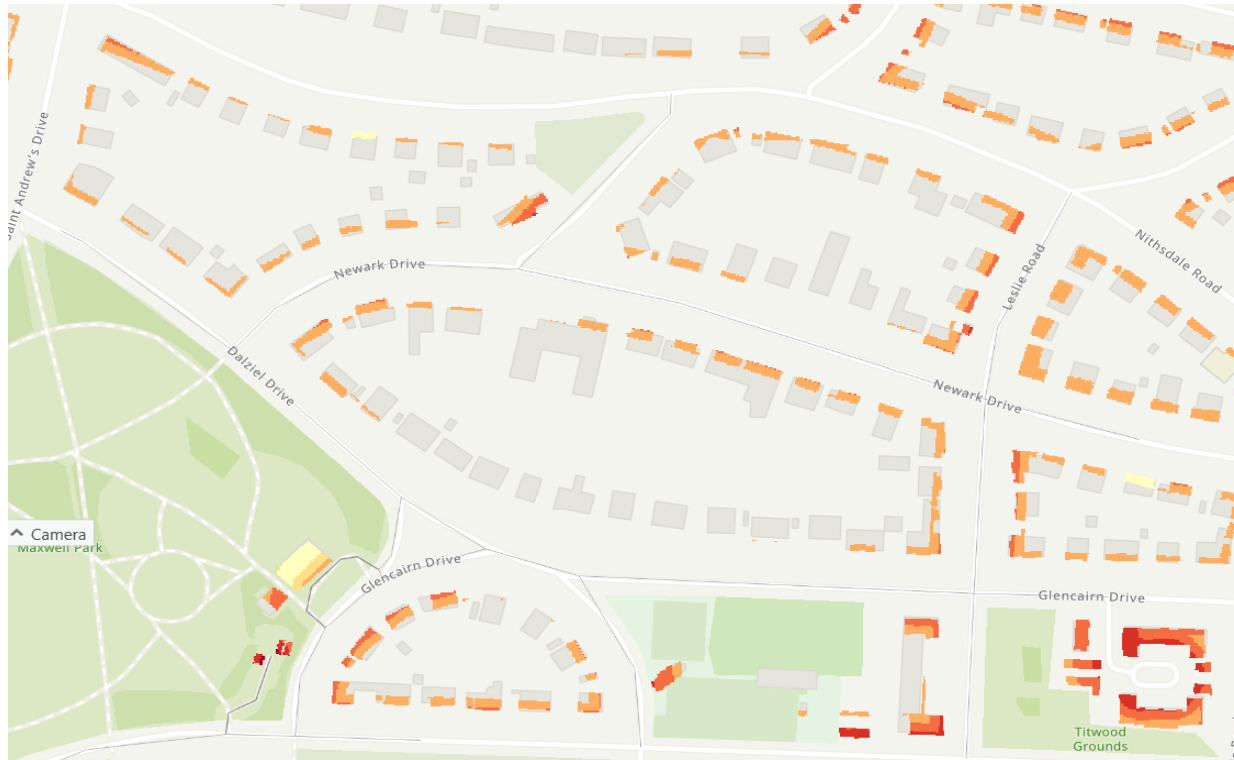 Saint Andrew's Drive
Newark Drive
Leslie Road
Nithsdale Road
Dalziel Drive
Newark Drive
Camera
Maxwell Park
Glencairn Drive
Glencairn Drive
Titwood
Grounds